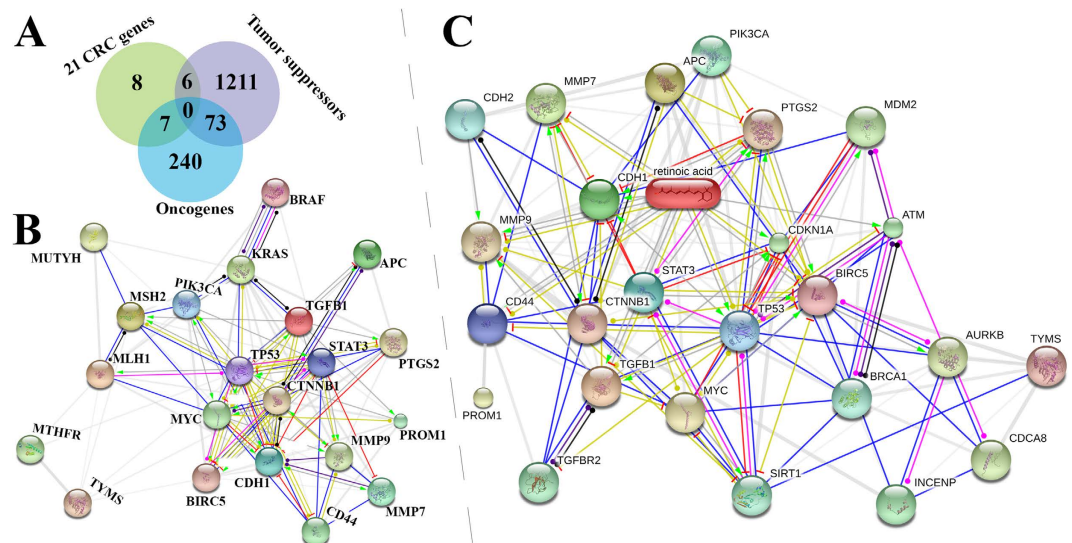 A
21 CRC genes
Tumor suppressors
8
6
1211
0
7
73
240
Oncogenes
B
BRAF
MUTYH
KRAS
APC
PIK3CA
MSH2
TGFB1
MLH1
TP53
STAT3
PTGS2
CTNNB1
MYC
PROM1
MTHFR
MMP9
BIRC5
CDH1
TYMS
MMP7
CD44
C
PIK3CA
APC
MMP7
CDH2
PTGS2
MDM2
CDH1
retinoic acid
MMP9
ATM
CDKN1A
STAT3
BIRC5
CD44
CTNNB1
TP53
AURKB
TYMS
TGFB1
BRCA1
MYC
PROM1
CDCA8
TGFBR2
SIRT1
INCENP